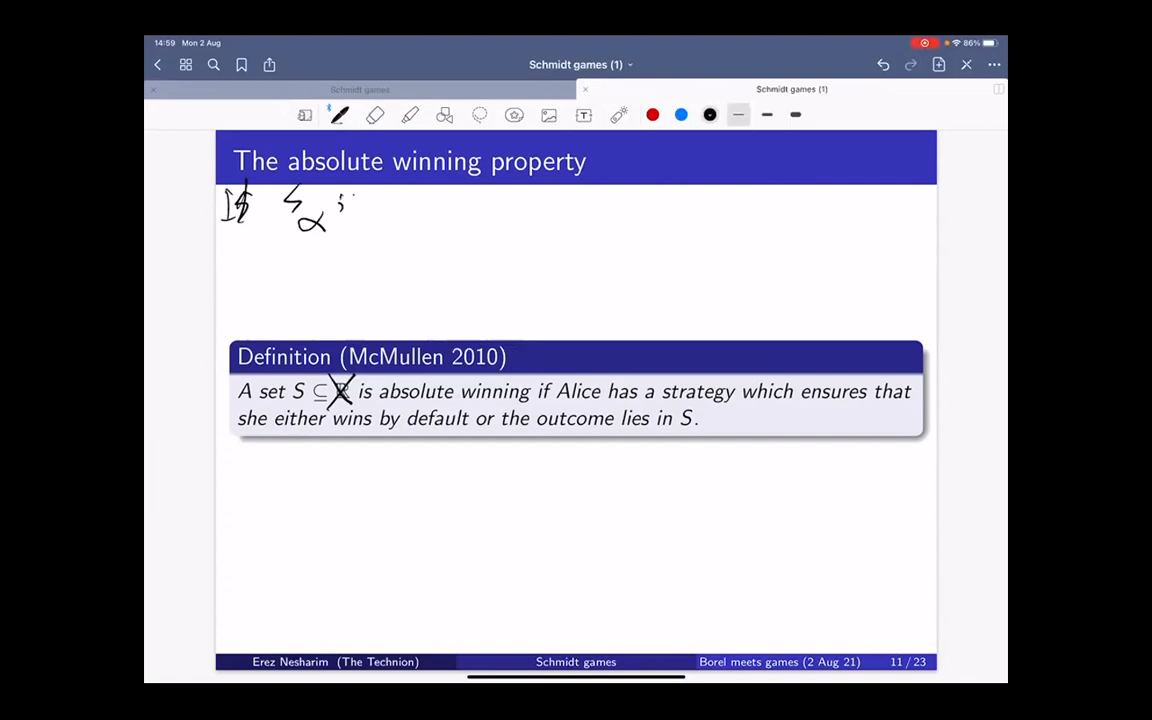 14:59 Mon 2 Aug
86%
Schmidt games (1)
Schmidt games
Schmidt games (1)
The absolute winning property
If S α i
Definition (McMullen 2010)
A set S ⊆ X is absolute winning if Alice has a strategy which ensures that
she either wins by default or the outcome lies in S.
Erez Nesharim (The Technion) Schmidt games Borel meets games (2 Aug 21) 11 / 23